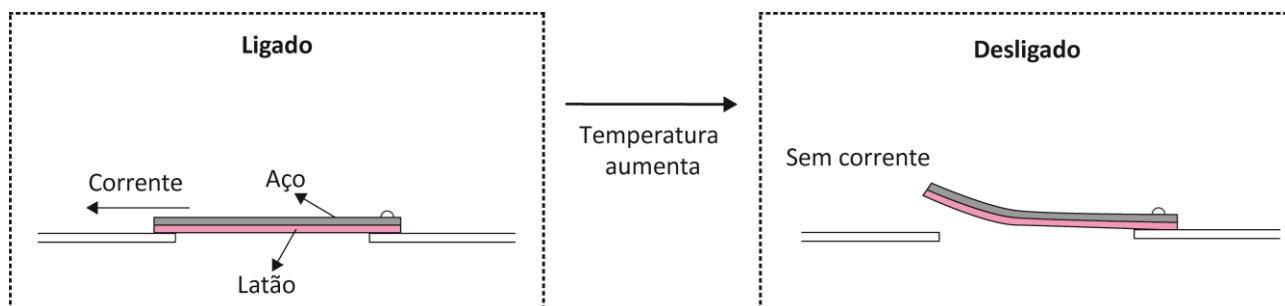 Ligado
Corrente
Aço
Latão
Temperatura
aumenta
Desligado
Sem corrente